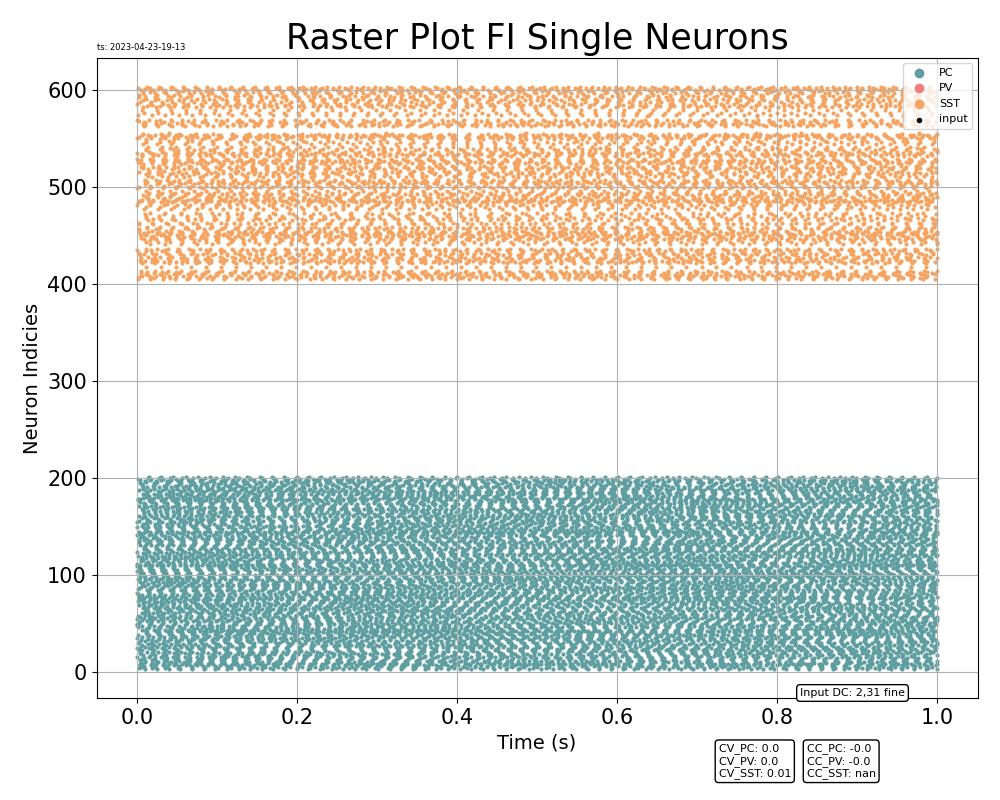 Raster Plot FI Single Neurons
ts: 2023-04-23-19-13
PC
PV
SST
input
600
500
400
300
200
100
0
Neuron Indicies
0.0 0.2 0.4 0.6 0.8 1.0
Time (s)
Input DC: 2,31 fine
CV_PC: 0.0
CV_PV: 0.0
CV_SST: 0.01
CC_PC: -0.0
CC_PV: -0.0
CC_SST: nan